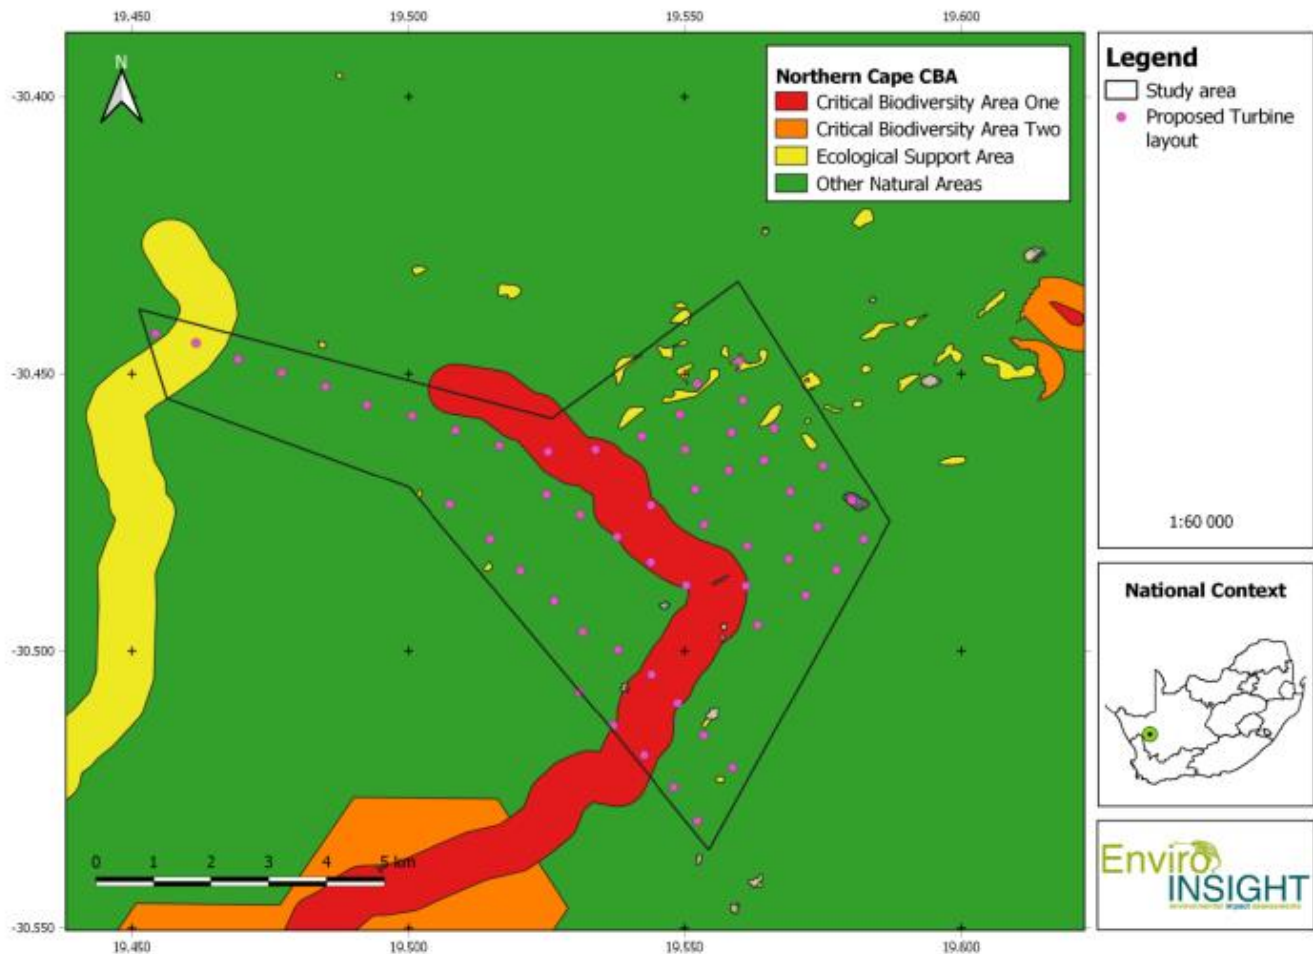 19.450 19.500 19.550 19.600
N
-30.400
-30.450
-30.500
-30.550
Northern Cape CBA
Critical Biodiversity Area One
Critical Biodiversity Area Two
Ecological Support Area
Other Natural Areas
0 1 2 3 4 5 km
19.450 19.500 19.550 19.600
Legend
Study area
Proposed Turbine
layout
1:60 000
National Context
Enviro
INSIGHT